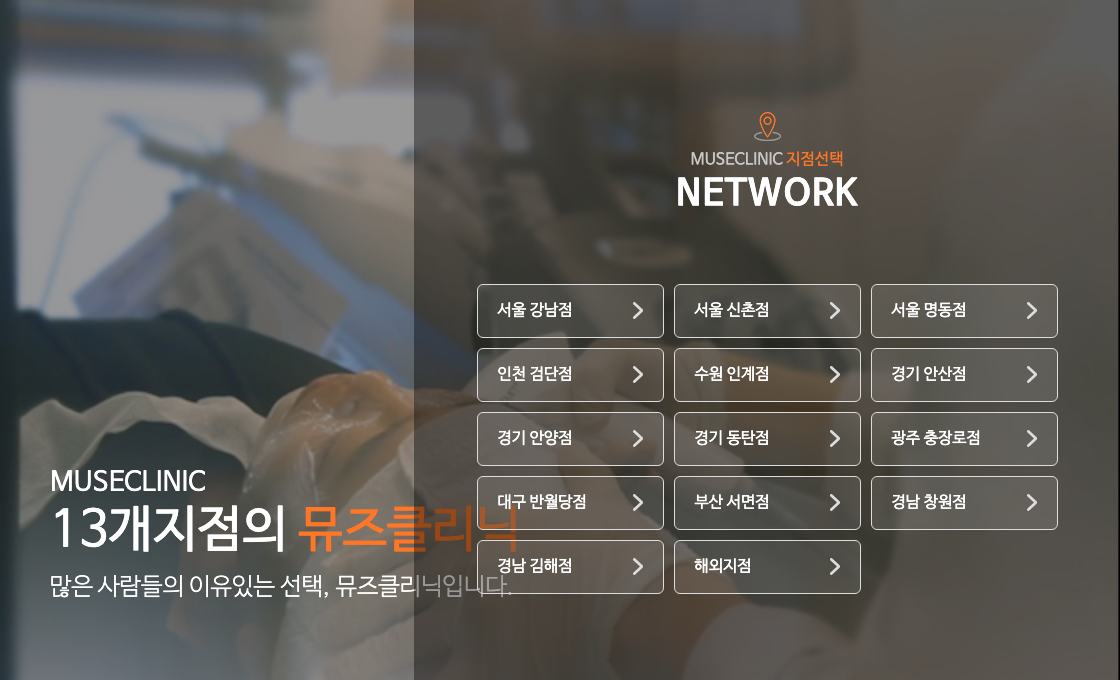 MUSECLINIC
13개지점의 뮤즈클리닉
많은 사람들의 이유있는 선택, 뮤즈클리닉입니다.
MUSECLINIC 지점선택
NETWORK
서울 강남점
서울 신촌점
서울 명동점
인천 검단점
수원 인계점
경기 안산점
경기 안양점
경기 동탄점
광주 충장로점
대구 반월당점
부산 서면점
경남 창원점
경남 김해점
해외지점